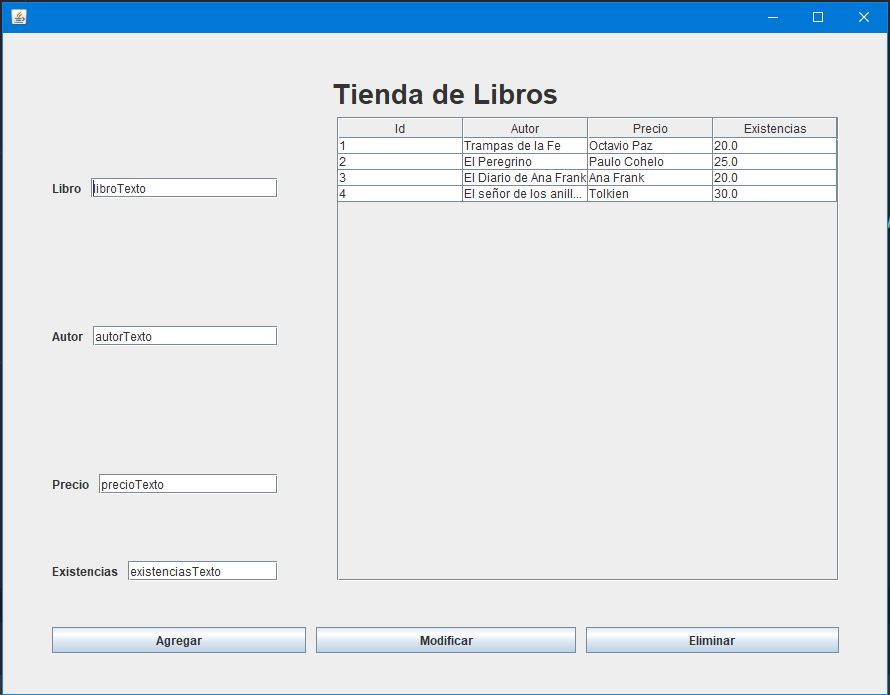 Tienda de Libros
Id Autor Precio Existencias
1 Trampas de la Fe Octavio Paz 20.0
2 El Peregrino Paulo Cohelo 25.0
3 El Diario de Ana Frank Ana Frank 20.0
4 El señor de los anill... Tolkien 30.0
Libro libroTexto
Autor autorTexto
Precio precioTexto
Existencias existenciasTexto
Agregar Modificar Eliminar